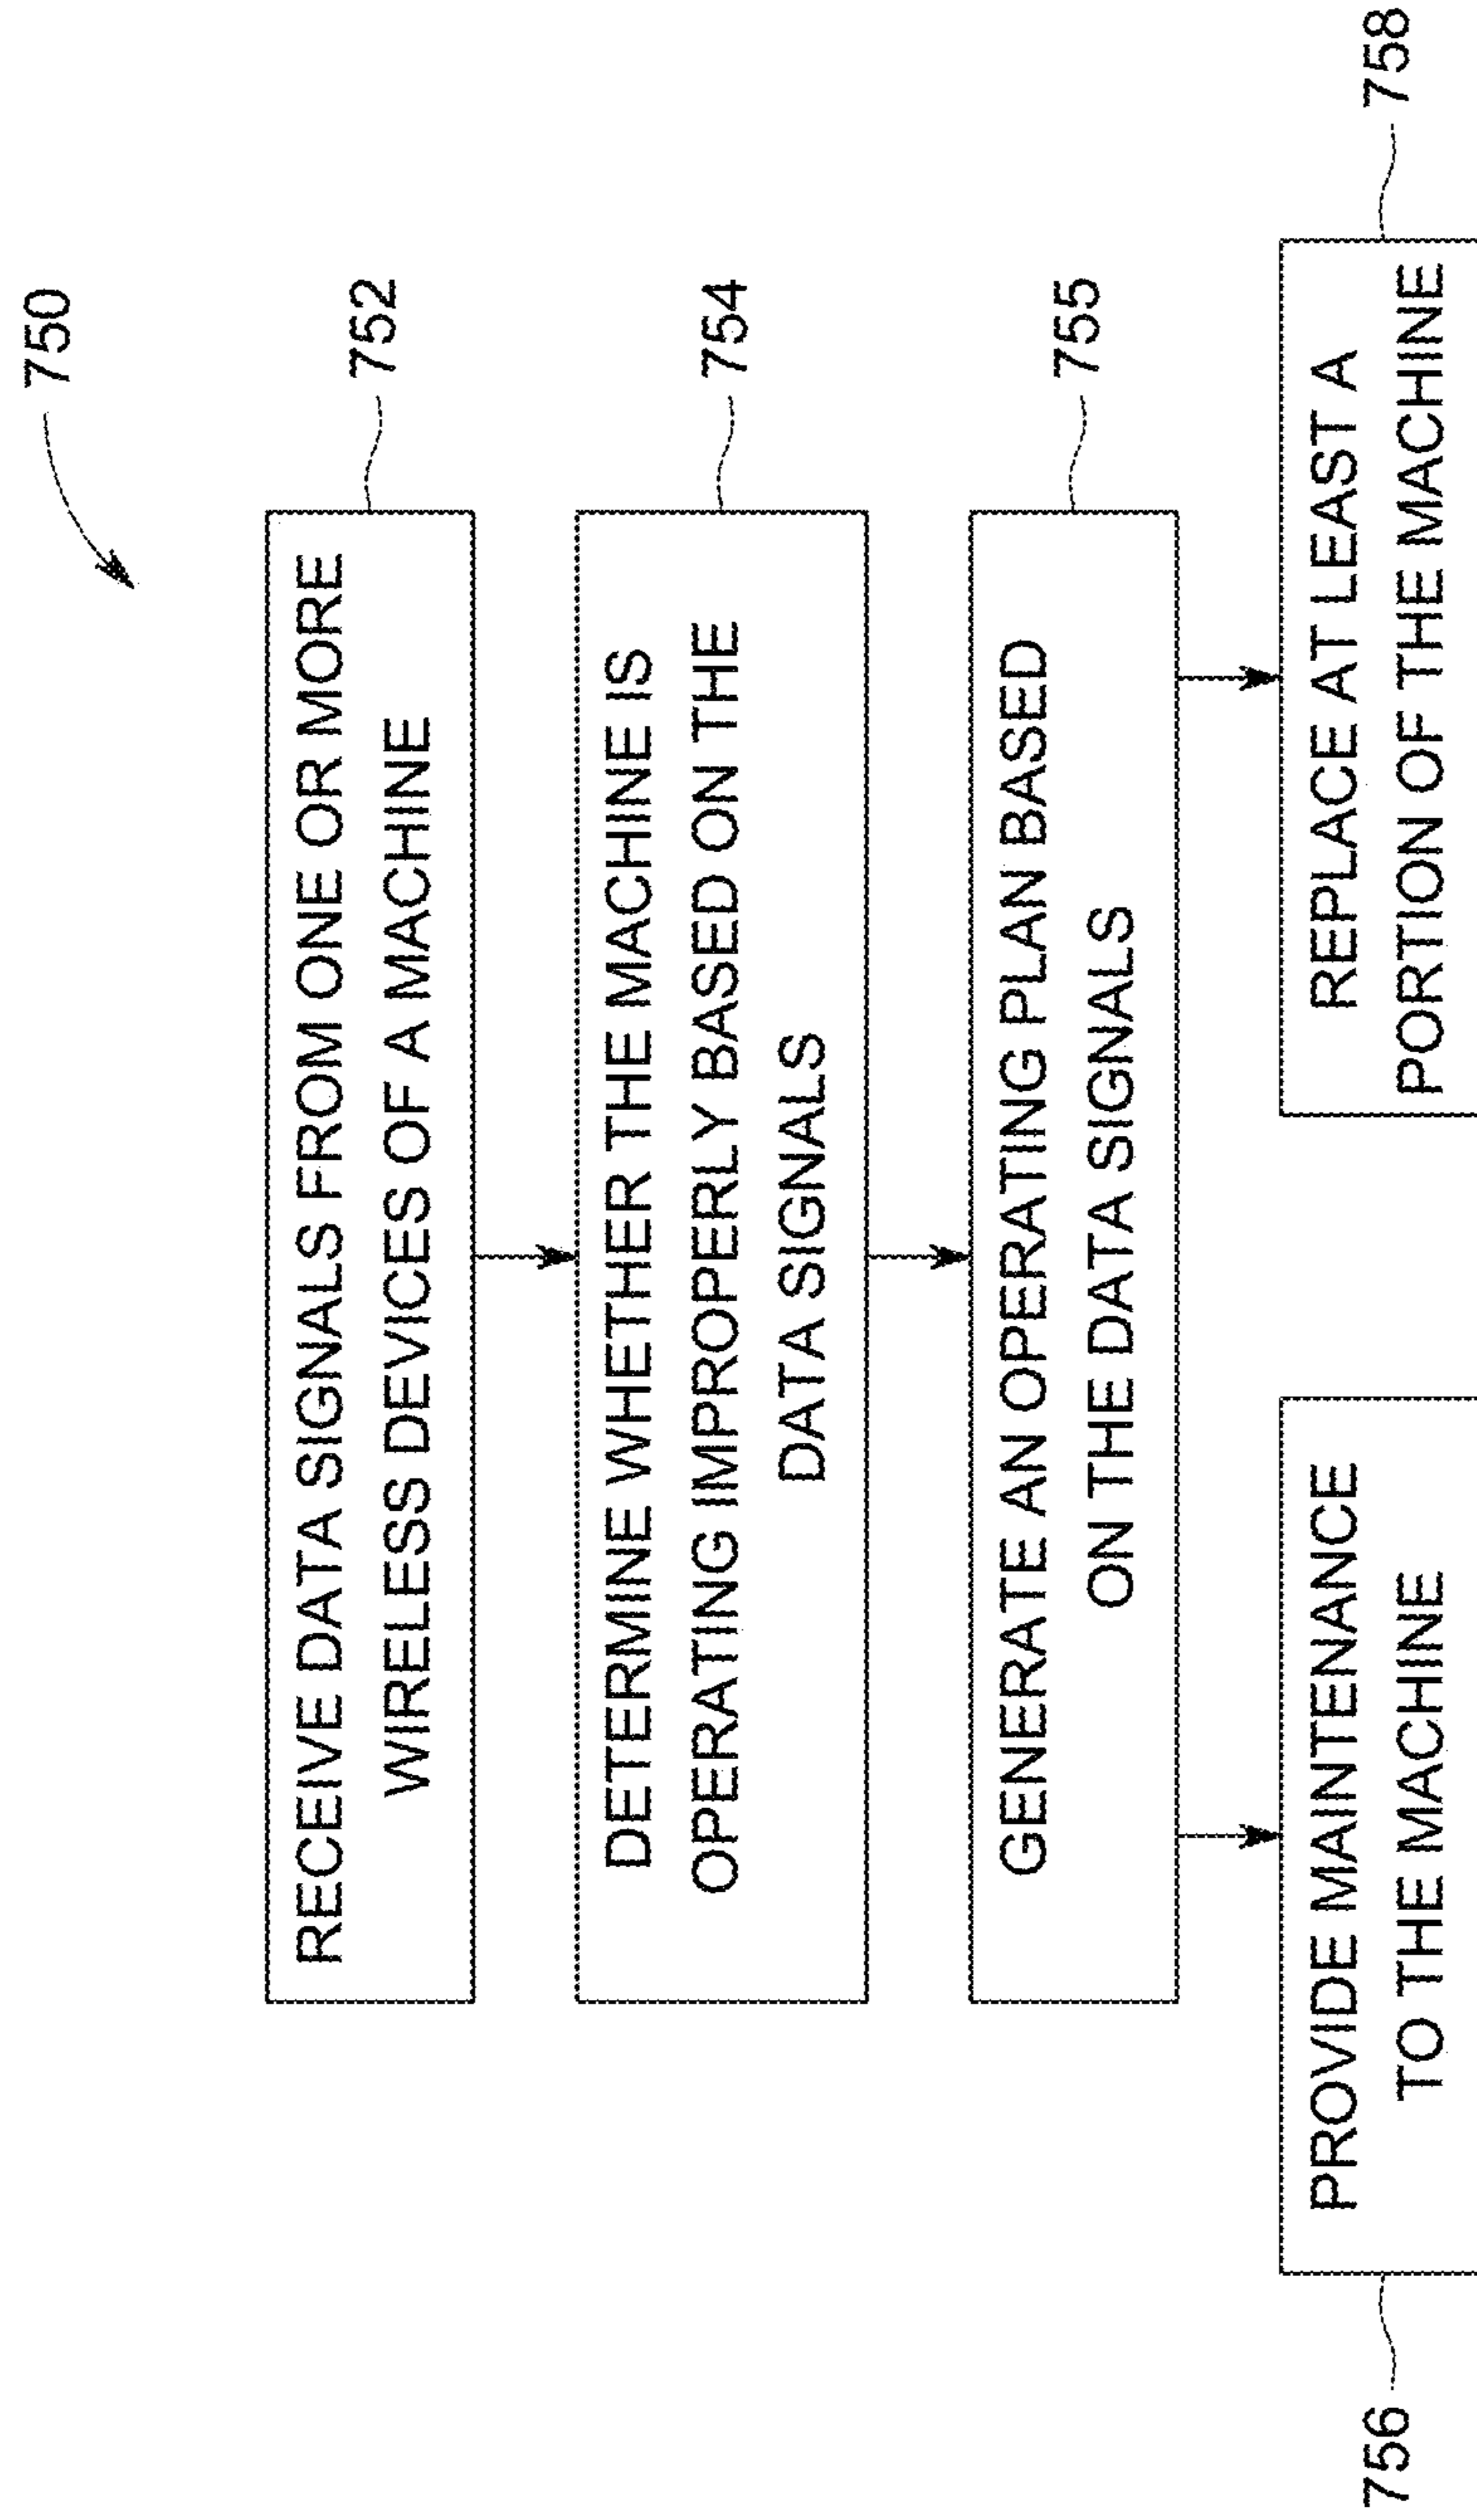 750
RECEIVE DATA SIGNALS FROM ONE OR MORE
WIRELESS DEVICES OF A MACHINE
752
DETERMINE WHETHER THE MACHINE IS
OPERATING IMPROPERLY BASED ON THE
DATA SIGNALS
754
GENERATE AN OPERATING PLAN BASED
ON THE DATA SIGNALS
755
756
PROVIDE MAINTENANCE
TO THE MACHINE
REPLACE AT LEAST A
PORTION OF THE MACHINE
758